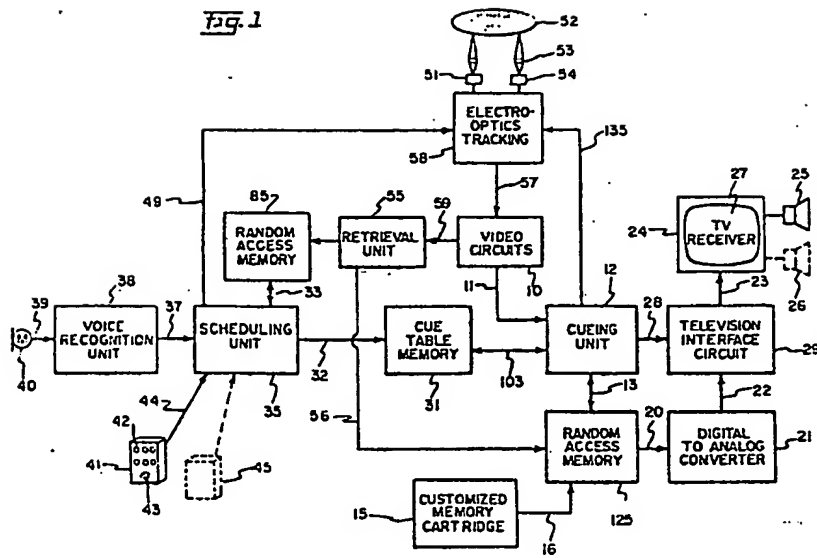 Fig. 1
52
51
53
54
ELECTRO-
OPTICS
TRACKING
58
135
49
57
85
RANDOM
ACCESS
MEMORY
55
RETRIEVAL
UNIT
59
VIDEO
CIRCUITS
10
11
12
27
25
24
TV
RECEIVER
26
23
38
39
40
VOICE
RECOGNITION
UNIT
37
33
SCHEDULING
UNIT
35
32
CUE
TABLE
MEMORY
31
103
CUEING
UNIT
28
TELEVISION
INTERFACE
CIRCUIT
29
44
42
41
43
45
56
13
22
RANDOM
ACCESS
MEMORY
125
20
DIGITAL
TO ANALOG
CONVERTER
21
15
CUSTOMIZED
MEMORY
CARTRIDGE
16